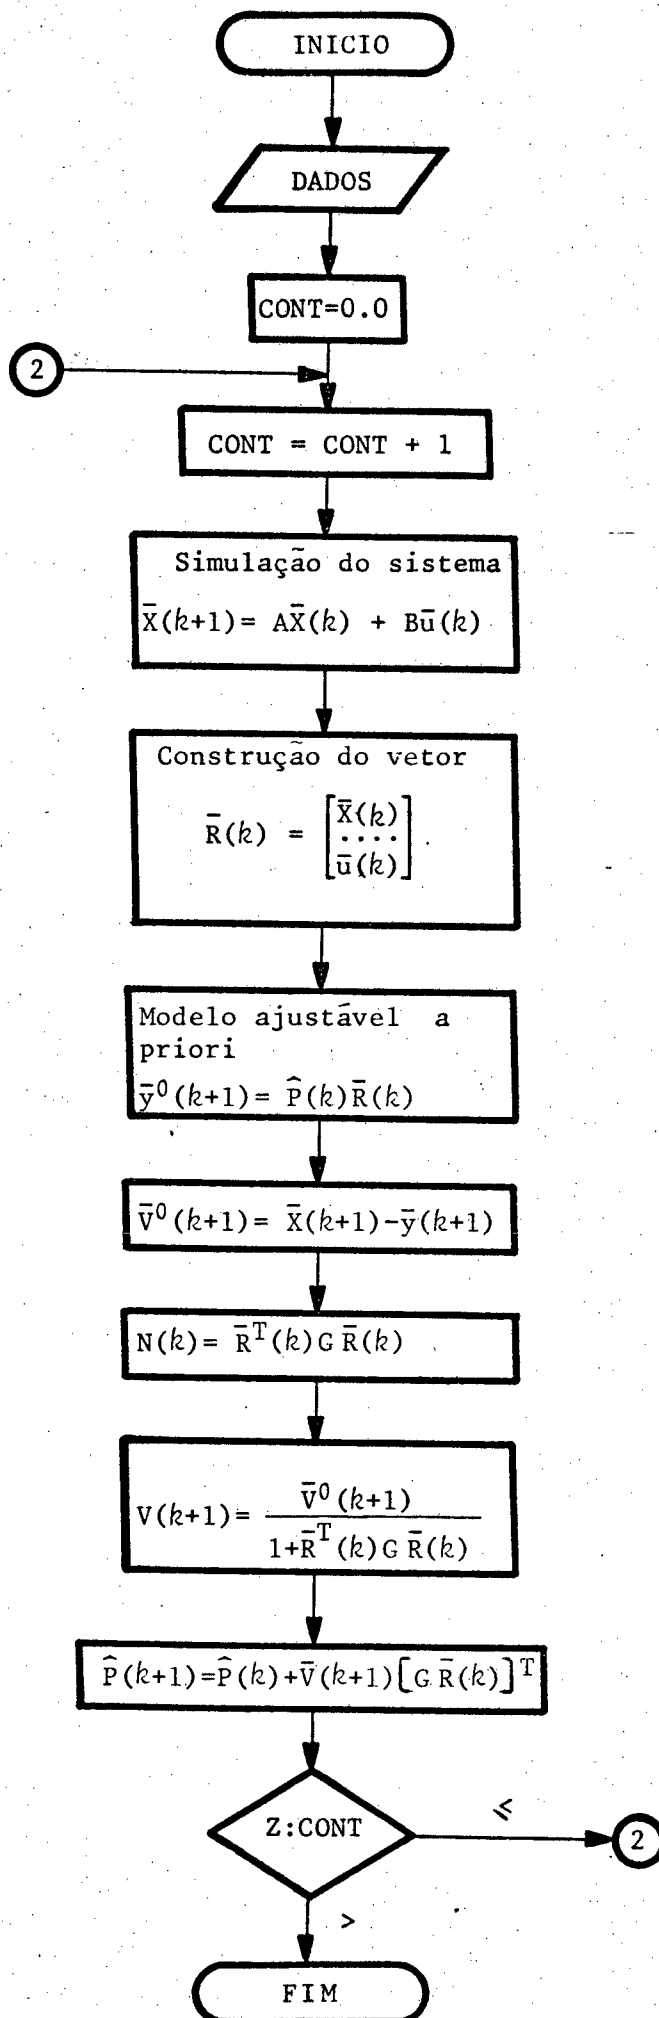 INICIO
DADOS
CONT=0.0
2
CONT = CONT + 1
Simulação do sistema
X̄(k+1)= AX̄(k) + Bū(k)
Construção do vetor
R̄(k) = [X̄(k) .... ū(k)]
Modelo ajustável a
priori
ȳ⁰(k+1)= P̂(k)R̄(k)
V̄⁰(k+1)= X̄(k+1)-ȳ(k+1)
N(k)= R̄ᵀ(k)G R̄(k)
V(k+1)= V̄⁰(k+1) / 1+R̄ᵀ(k)G R̄(k)
P̂(k+1)=P̂(k)+V̄(k+1)[G R̄(k)]ᵀ
Z:CONT
≤
2
>
FIM